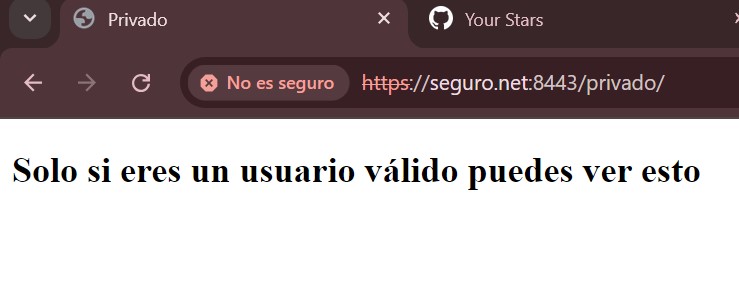 Privado
Your Stars
No es seguro https://seguro.net:8443/privado/
Solo si eres un usuario válido puedes ver esto